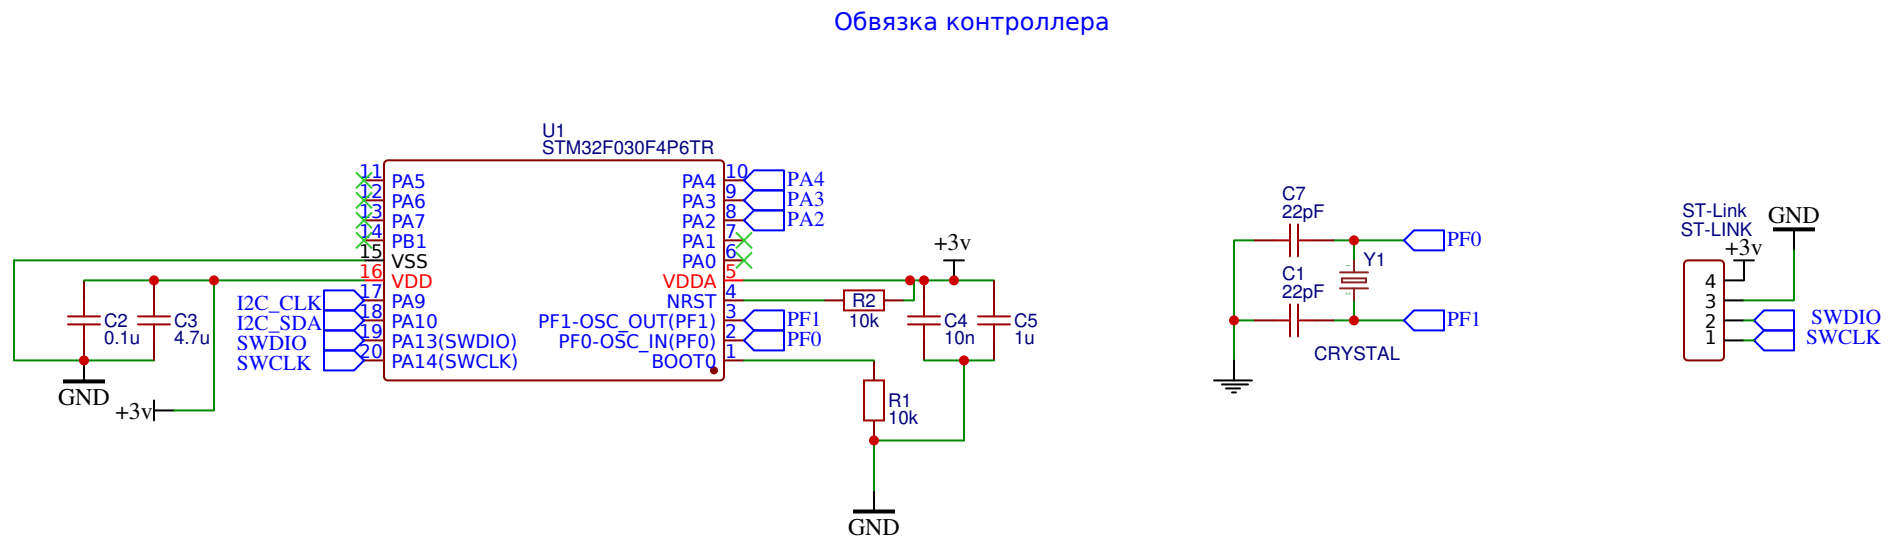 Обвязка контроллера
U1
STM32F030F4P6TR
11 PA5
12 PA6
13 PA7
14 PB1
15 VSS
16 VDD
I2C_CLK 17 PA9
I2C_SDA 18 PA10
SWDIO 19 PA13(SWDIO)
SWCLK 20 PA14(SWCLK)
PA4 10 PA4
PA3 9 PA3
PA2 8 PA2
PA1 7
PA0 6
VDDA 5
NRST 4
PF1-OSC_OUT(PF1) 3 PF1
PF0-OSC_IN(PF0) 2 PF0
BOOT0 1
C2
0.1u
C3
4.7u
GND
+3v
+3v
R2
10k
C4
10n
C5
1u
R1
10k
GND
C7
22pF
PF0
Y1
C1
22pF
PF1
CRYSTAL
ST-Link
ST-LINK
GND
+3v
4
3
2 SWDIO
1 SWCLK